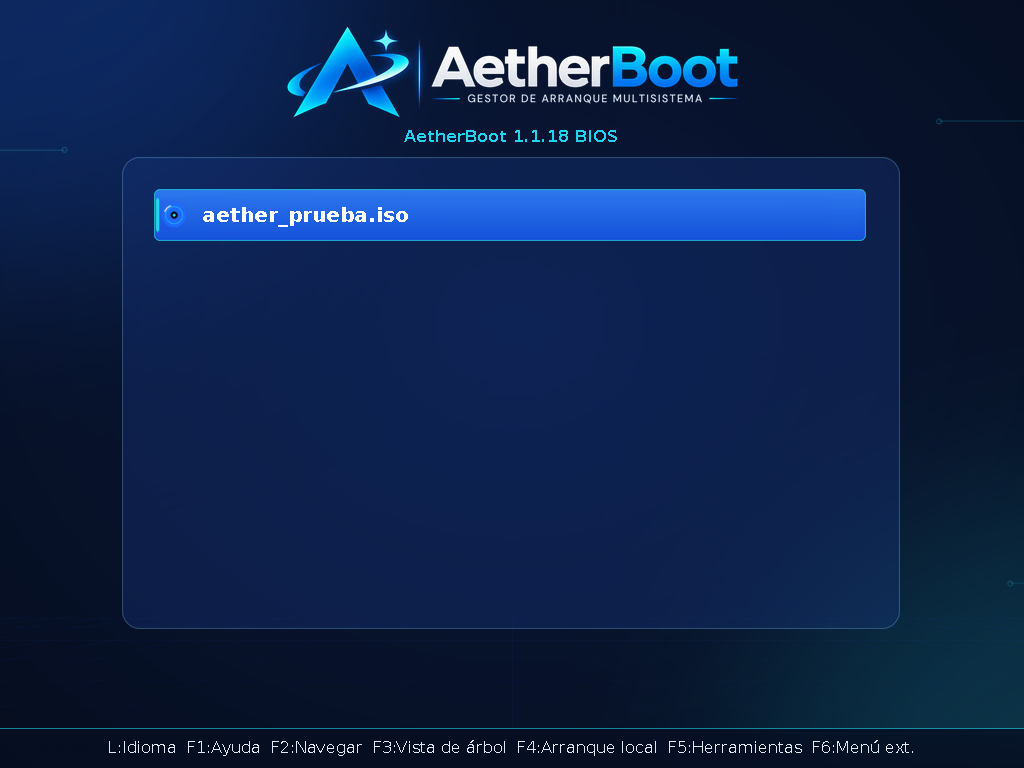 AetherBoot
GESTOR DE ARRANQUE MULTISISTEMA
AetherBoot 1.1.18 BIOS
aether_prueba.iso
L:Idioma F1:Ayuda F2:Navegar F3:Vista de árbol F4:Arranque local F5:Herramientas F6:Menú ext.